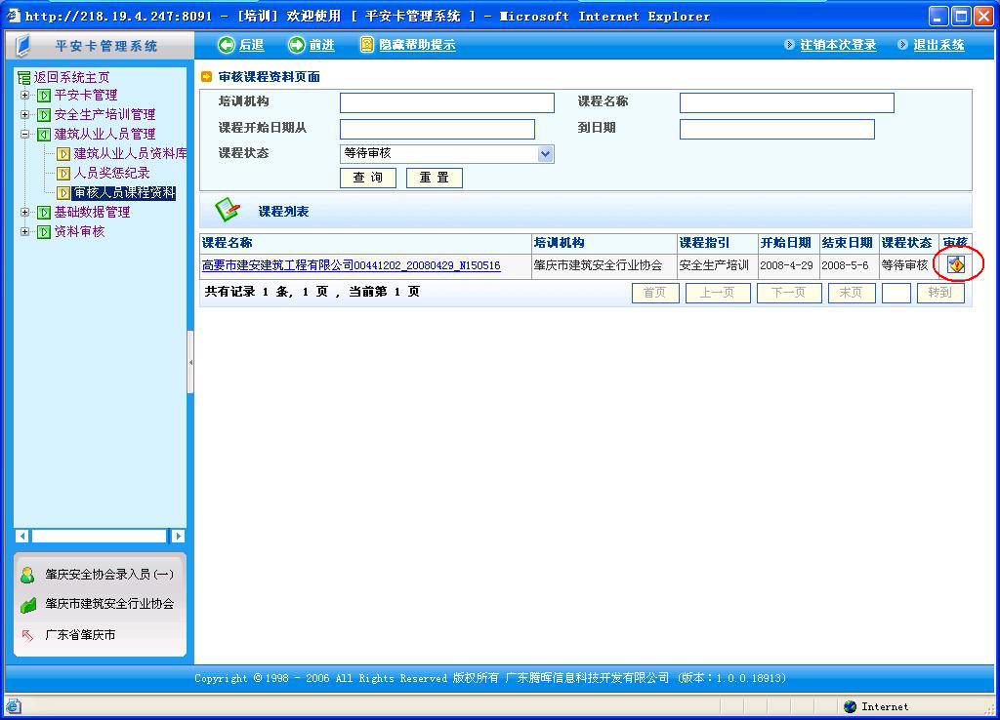 http://218.19.4.247:8091 - [培训] 欢迎使用 [ 平安卡管理系统 ] - Microsoft Internet Explorer
平安卡管理系统 后退 前进 隐藏帮助提示 注销本次登录 退出系统
返回系统主页
平安卡管理
安全生产培训管理
建筑从业人员管理
建筑从业人员资料库
人员奖惩纪录
审核人员课程资料
基础数据管理
资料审核
审核课程资料页面
培训机构 课程名称
课程开始日期从 到日期
课程状态 等待审核
查 询 重 置
课程列表
课程名称 培训机构 课程指引 开始日期 结束日期 课程状态 审核
高要市建安建筑工程有限公司00441202_20080429_N150516 肇庆市建筑安全行业协会 安全生产培训 2008-4-29 2008-5-6 等待审核
共有记录 1 条, 1 页 , 当前第 1 页 首页 上一页 下一页 末页 转到
肇庆安全协会录入员(一)
肇庆市建筑安全行业协会
广东省肇庆市
Copyright © 1998 - 2006 All Rights Reserved 版权所有 广东腾晖信息科技开发有限公司 (版本:1.0.0.18913)
Internet